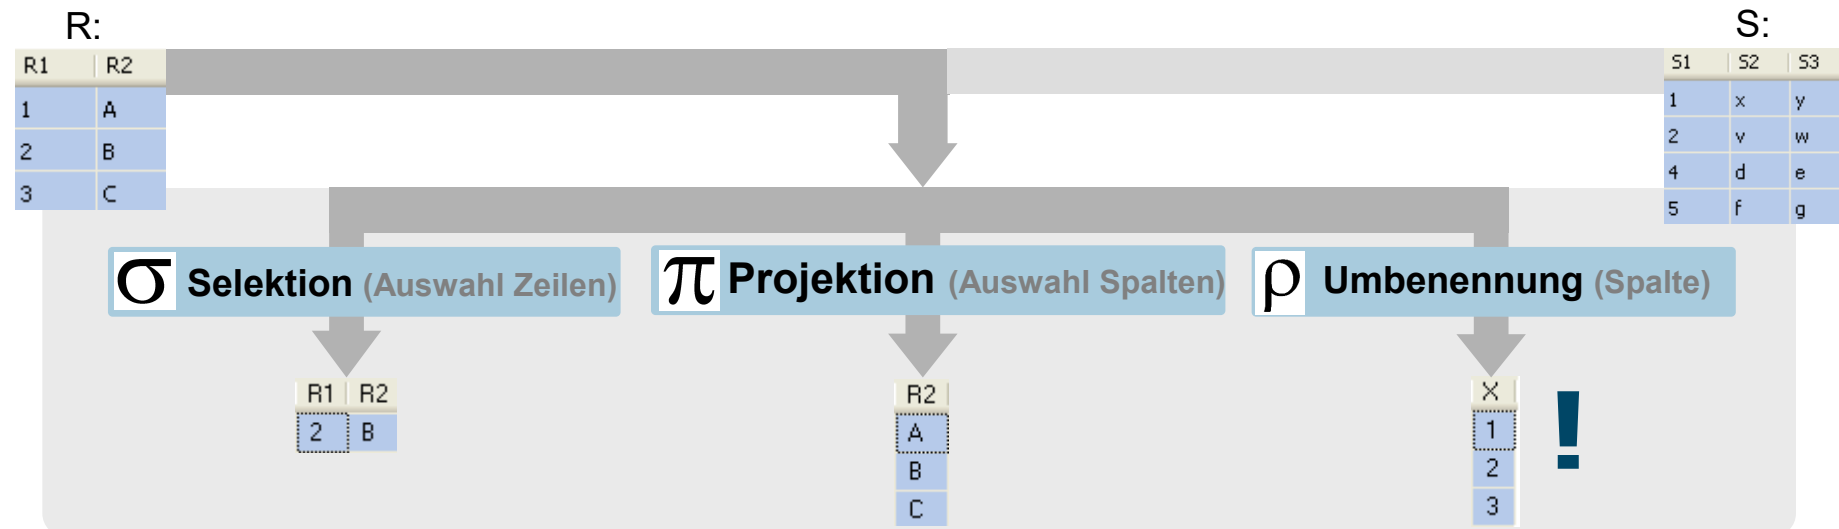 R:
R1 R2
1 A
2 B
3 C
S:
S1 S2 S3
1 x y
2 v w
4 d e
5 f g
σ Selektion (Auswahl Zeilen)
π Projektion (Auswahl Spalten)
ρ Umbenennung (Spalte)
R1 R2
2 B
R2
A
B
C
X
1
2
3
!